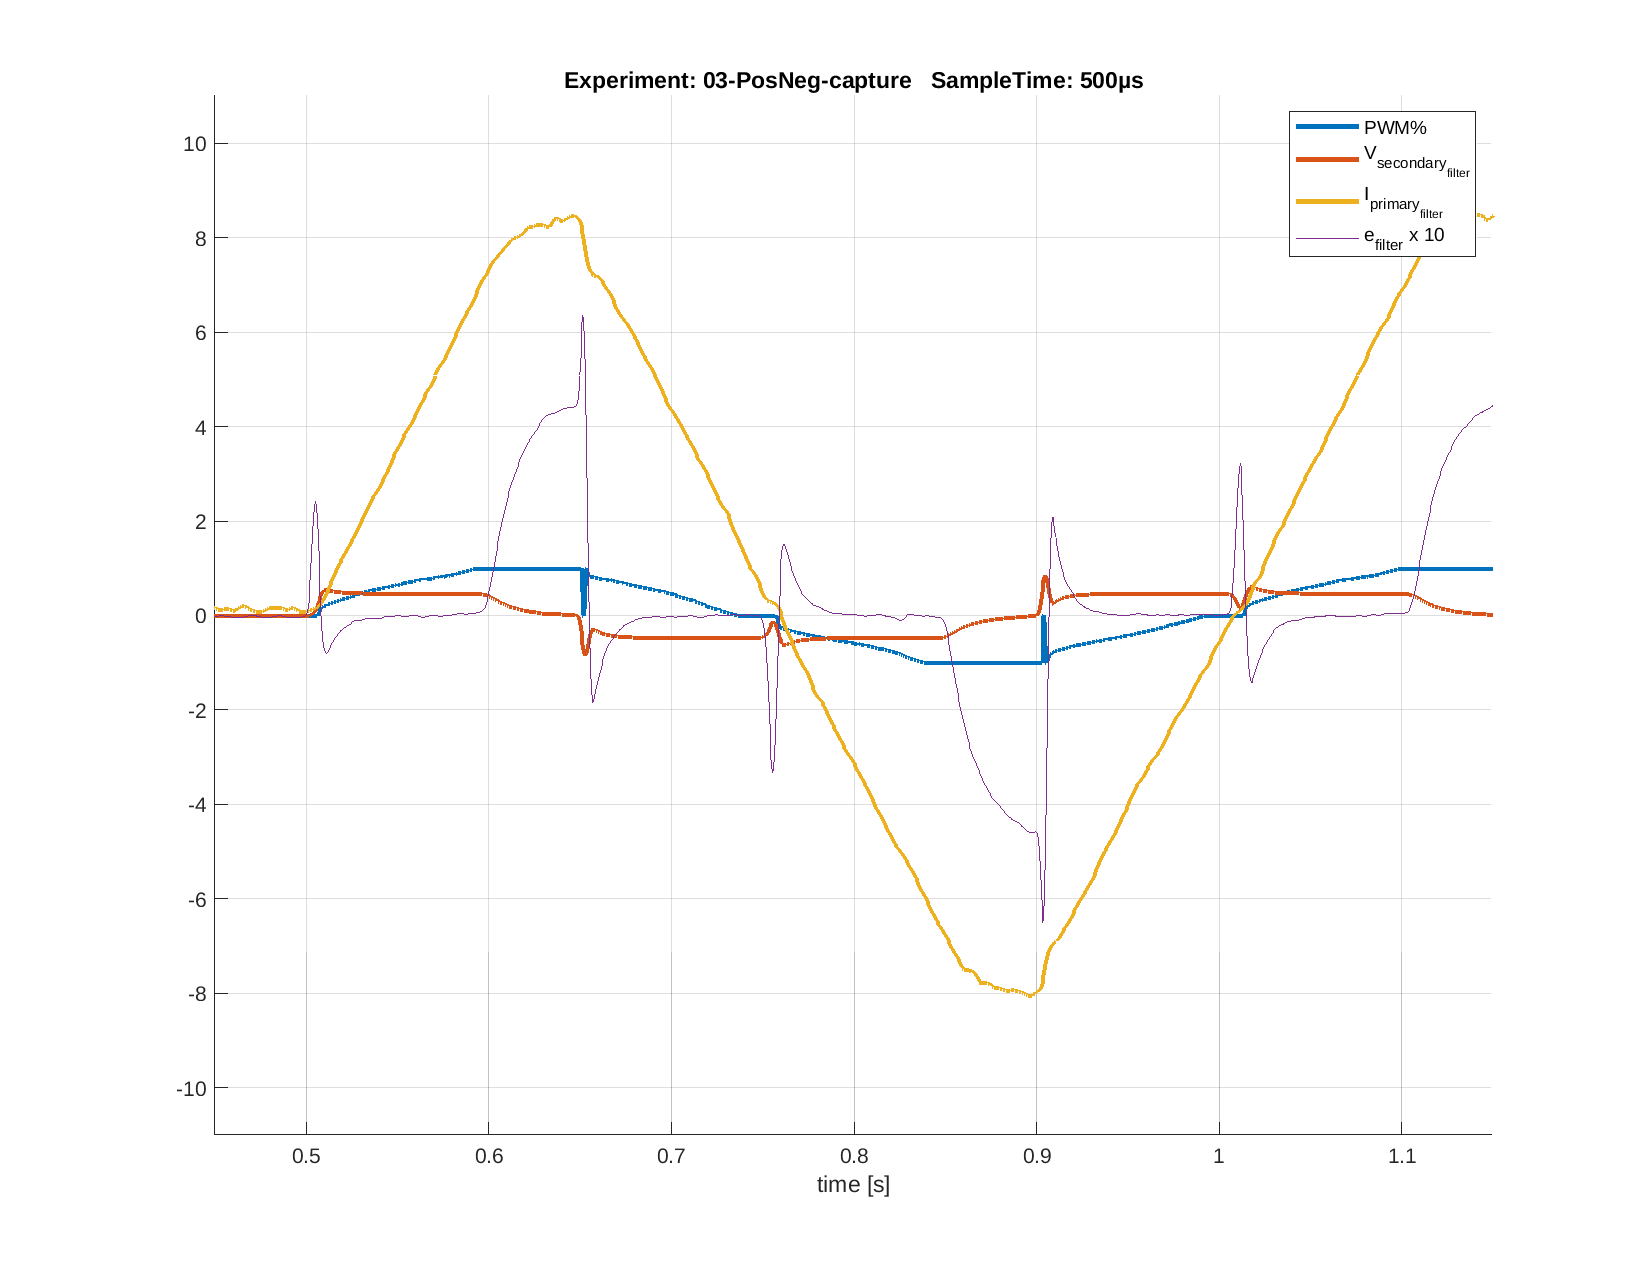 Experiment: 03-PosNeg-capture   SampleTime: 500µs
PWM%
Vsecondaryfilter
Iprimaryfilter
efilter x 10
10
8
6
4
2
0
-2
-4
-6
-8
-10
0.5 0.6 0.7 0.8 0.9 1 1.1
time [s]